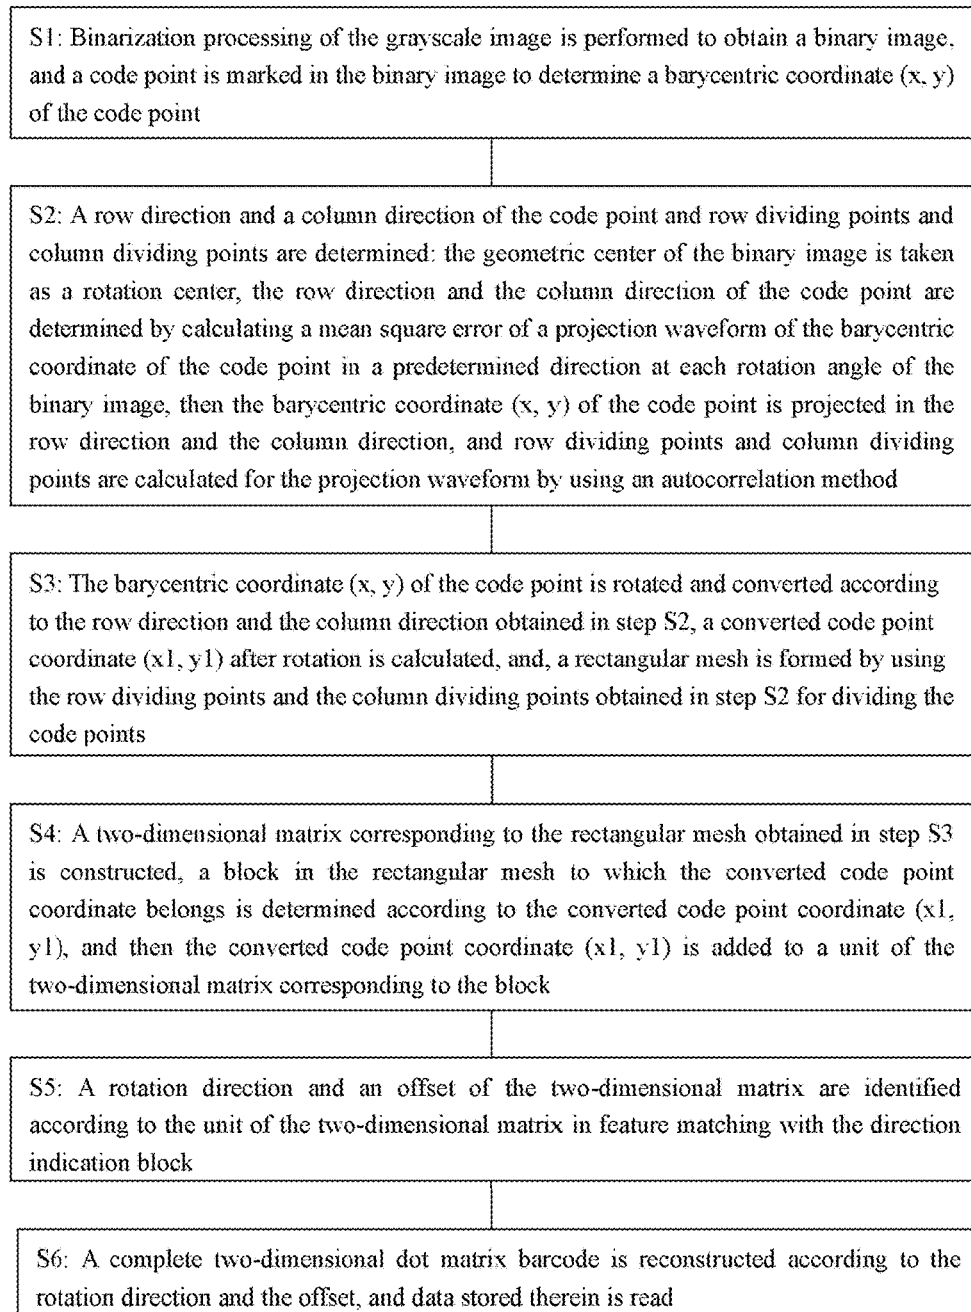 S1: Binarization processing of the grayscale image is performed to obtain a binary image,
and a code point is marked in the binary image to determine a barycentric coordinate (x, y)
of the code point
S2: A row direction and a column direction of the code point and row dividing points and
column dividing points are determined: the geometric center of the binary image is taken
as a rotation center, the row direction and the column direction of the code point are
determined by calculating a mean square error of a projection waveform of the barycentric
coordinate of the code point in a predetermined direction at each rotation angle of the
binary image, then the barycentric coordinate (x, y) of the code point is projected in the
row direction and the column direction, and row dividing points and column dividing
points are calculated for the projection waveform by using an autocorrelation method
S3: The barycentric coordinate (x, y) of the code point is rotated and converted according
to the row direction and the column direction obtained in step S2, a converted code point
coordinate (x1, y1) after rotation is calculated, and, a rectangular mesh is formed by using
the row dividing points and the column dividing points obtained in step S2 for dividing the
code points
S4: A two-dimensional matrix corresponding to the rectangular mesh obtained in step S3
is constructed, a block in the rectangular mesh to which the converted code point
coordinate belongs is determined according to the converted code point coordinate (x1,
y1), and then the converted code point coordinate (x1, y1) is added to a unit of the
two-dimensional matrix corresponding to the block
S5: A rotation direction and an offset of the two-dimensional matrix are identified
according to the unit of the two-dimensional matrix in feature matching with the direction
indication block
S6: A complete two-dimensional dot matrix barcode is reconstructed according to the
rotation direction and the offset, and data stored therein is read